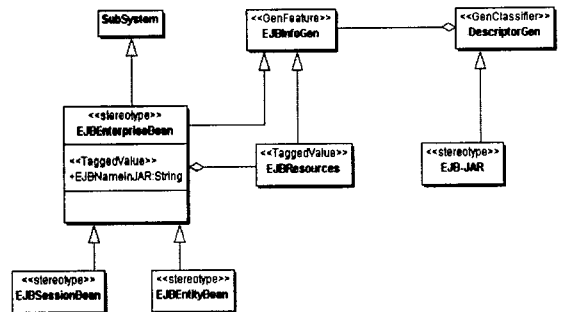 SubSystem
<<GenFeature>>
EJBInfoGen
<<GenClassifier>>
DescriptorGen
<<stereotype>>
EJBEnterpriseBean
<<TaggedValue>>
+EJBNameinJAR:String
<<TaggedValue>>
EJBResources
<<stereotype>>
EJB-JAR
<<stereotype>>
EJBSessionBean
<<stereotype>>
EJBEntityBean